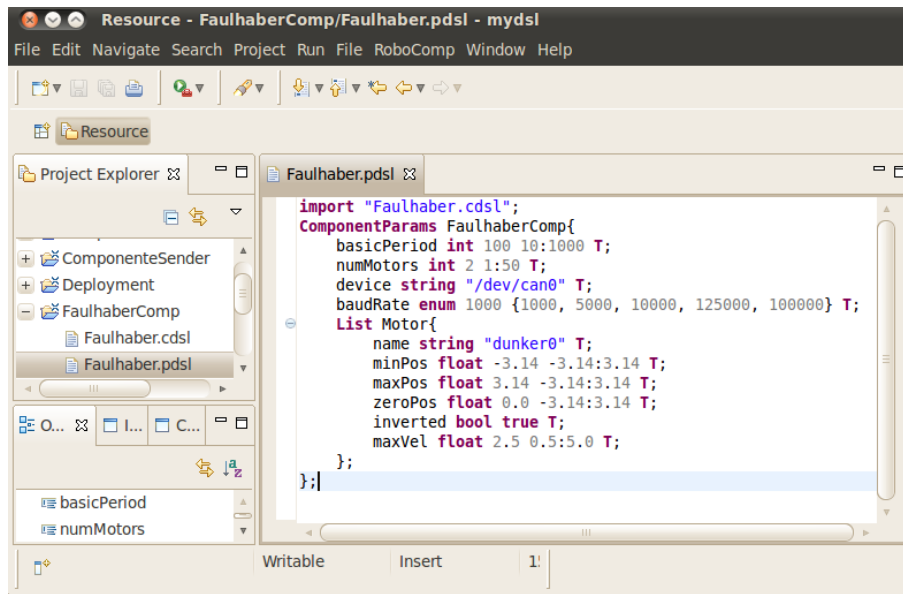 Resource - FaulhaberComp/Faulhaber.pdsl - mydsl
File Edit Navigate Search Project Run File RoboComp Window Help
Resource
Project Explorer
ComponenteSender
Deployment
FaulhaberComp
Faulhaber.cdsl
Faulhaber.pdsl
O... I... C...
basicPeriod
numMotors
Faulhaber.pdsl
import "Faulhaber.cdsl";
ComponentParams FaulhaberComp{
basicPeriod int 100 10:1000 T;
numMotors int 2 1:50 T;
device string "/dev/can0" T;
baudRate enum 1000 {1000, 5000, 10000, 125000, 100000} T;
List Motor{
name string "dunker0" T;
minPos float -3.14 -3.14:3.14 T;
maxPos float 3.14 -3.14:3.14 T;
zeroPos float 0.0 -3.14:3.14 T;
inverted bool true T;
maxVel float 2.5 0.5:5.0 T;
};
};
Writable Insert